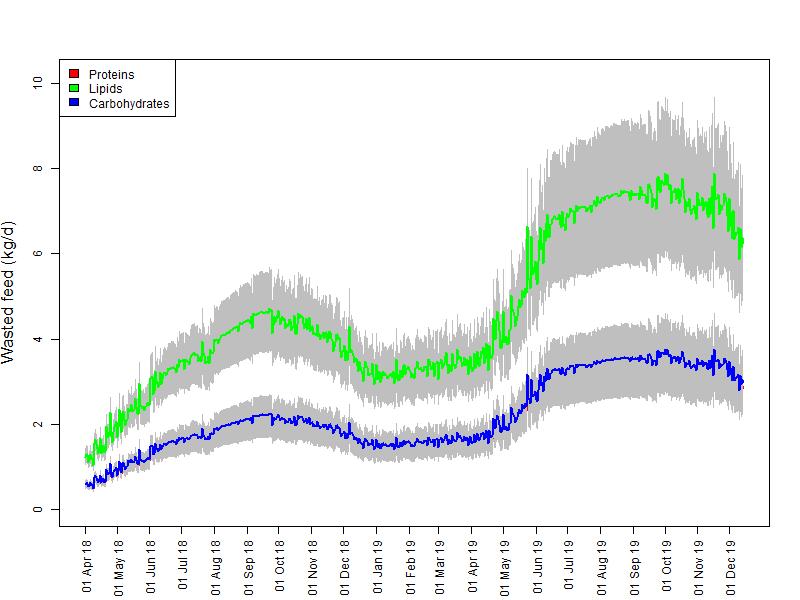 Proteins
Lipids
Carbohydrates
Wasted feed (kg/d)
10
8
6
4
2
0
01 Apr 18
01 May 18
01 Jun 18
01 Jul 18
01 Aug 18
01 Sep 18
01 Oct 18
01 Nov 18
01 Dec 18
01 Jan 19
01 Feb 19
01 Mar 19
01 Apr 19
01 May 19
01 Jun 19
01 Jul 19
01 Aug 19
01 Sep 19
01 Oct 19
01 Nov 19
01 Dec 19